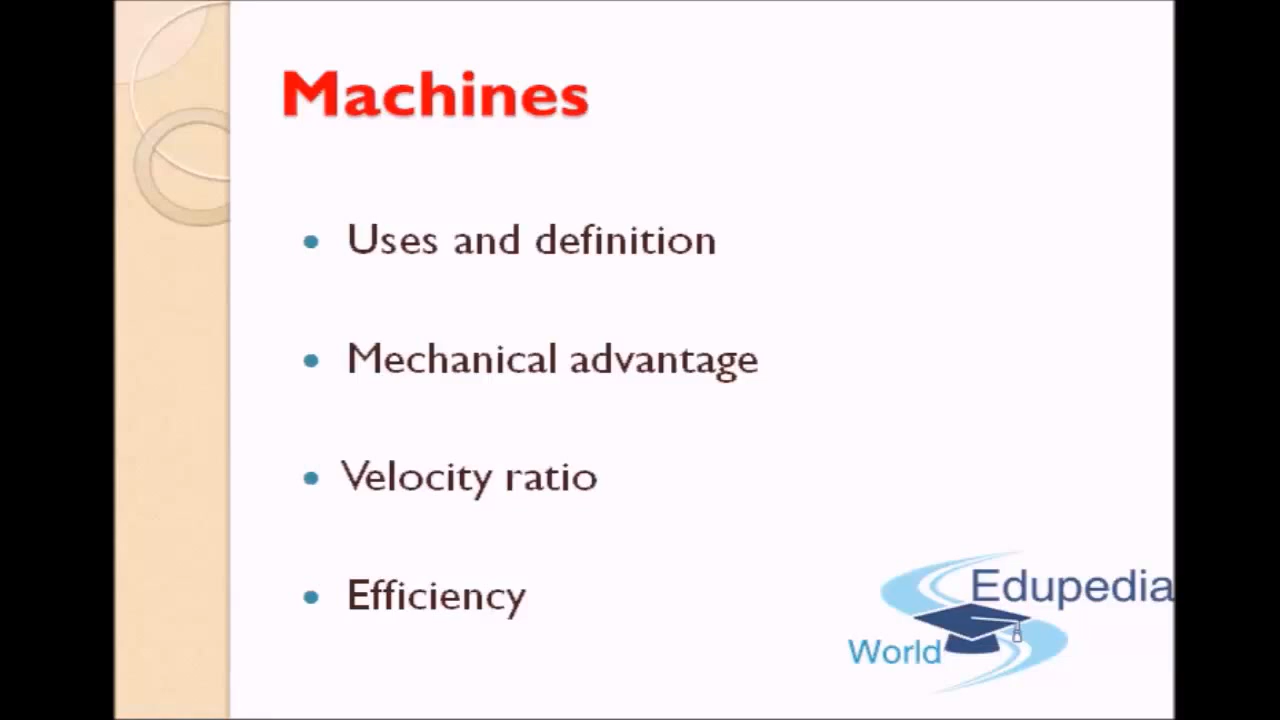 Machines
• Uses and definition
• Mechanical advantage
• Velocity ratio
• Efficiency
Edupedia
World